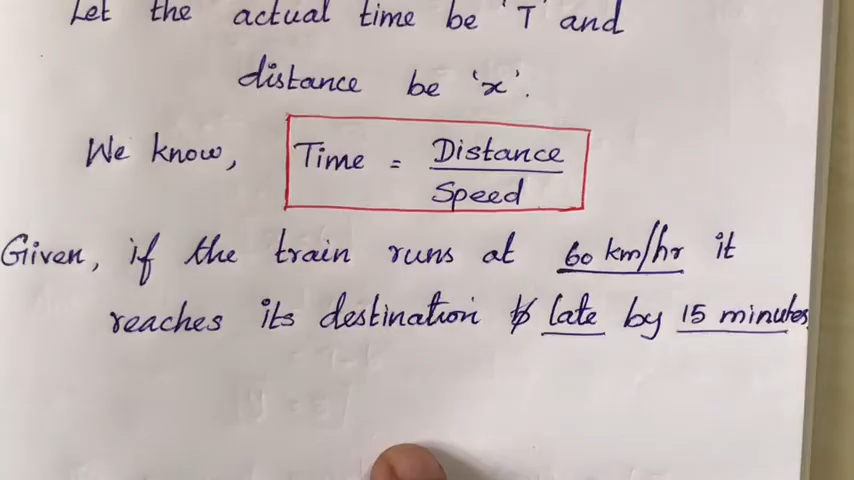 Let the actual time be 'T' and
distance be 'x'.
We know, Time = Distance / Speed
Given, if the train runs at 60 km/hr it
reaches its destination late by 15 minutes.